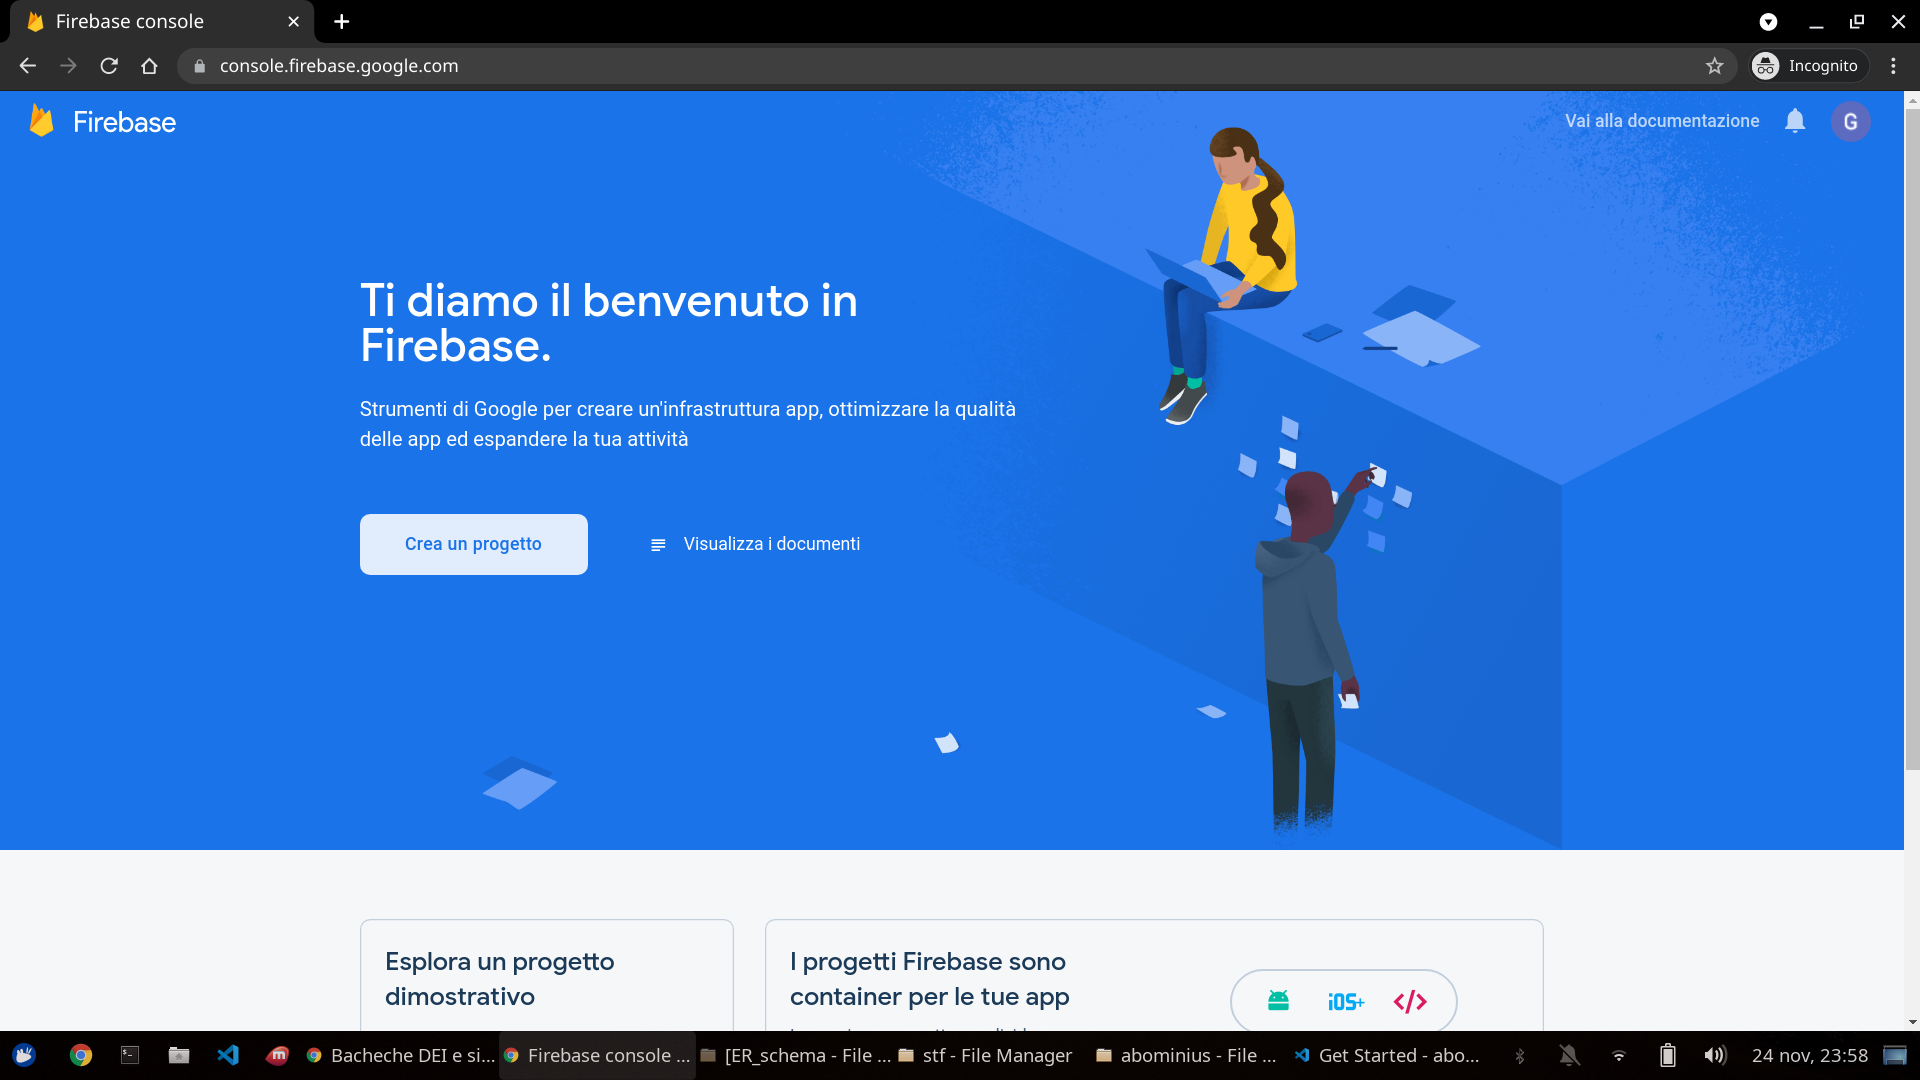 Firebase console
console.firebase.google.com
Incognito
Firebase
Vai alla documentazione
G
Ti diamo il benvenuto in
Firebase.
Strumenti di Google per creare un'infrastruttura app, ottimizzare la qualità
delle app ed espandere la tua attività
Crea un progetto
Visualizza i documenti
Esplora un progetto
dimostrativo
I progetti Firebase sono
container per le tue app
iOS+
Bacheche DEI e si...
Firebase console ...
[ER_schema - File ...
stf - File Manager
abominius - File ...
Get Started - abo...
24 nov, 23:58